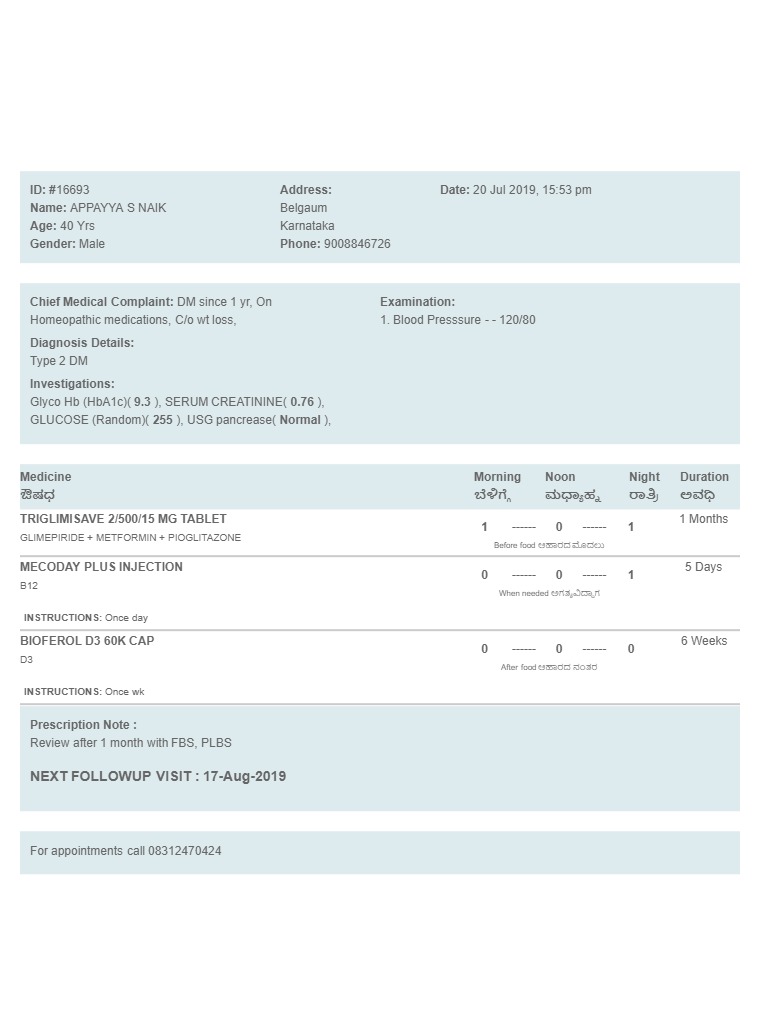 ID: #16693
Name: APPAYYA S NAIK
Age: 40 Yrs
Gender: Male
Address:
Belgaum
Karnataka
Phone: 9008846726
Date: 20 Jul 2019, 15:53 pm
Chief Medical Complaint: DM since 1 yr, On
Homeopathic medications, C/o wt loss,
Diagnosis Details:
Type 2 DM
Investigations:
Glyco Hb (HbA1c)( 9.3 ), SERUM CREATININE( 0.76 ),
GLUCOSE (Random)( 255 ), USG pancrease( Normal ),
Examination:
1. Blood Presssure - - 120/80
Medicine Morning Noon Night Duration
ಔಷಧ ಬೆಳಿಗ್ಗೆ ಮಧ್ಯಾಹ್ನ ರಾತ್ರಿ ಅವಧಿ
TRIGLIMISAVE 2/500/15 MG TABLET 1 ------ 0 ------ 1 1 Months
GLIMEPIRIDE + METFORMIN + PIOGLITAZONE
Before food ಆಹಾರದ ಮೊದಲು
MECODAY PLUS INJECTION 0 ------ 0 ------ 1 5 Days
B12
When needed ಅಗತ್ಯವಿದ್ದಾಗ
INSTRUCTIONS: Once day
BIOFEROL D3 60K CAP 0 ------ 0 ------ 0 6 Weeks
D3
After food ಆಹಾರದ ನಂತರ
INSTRUCTIONS: Once wk
Prescription Note :
Review after 1 month with FBS, PLBS
NEXT FOLLOWUP VISIT : 17-Aug-2019
For appointments call 08312470424